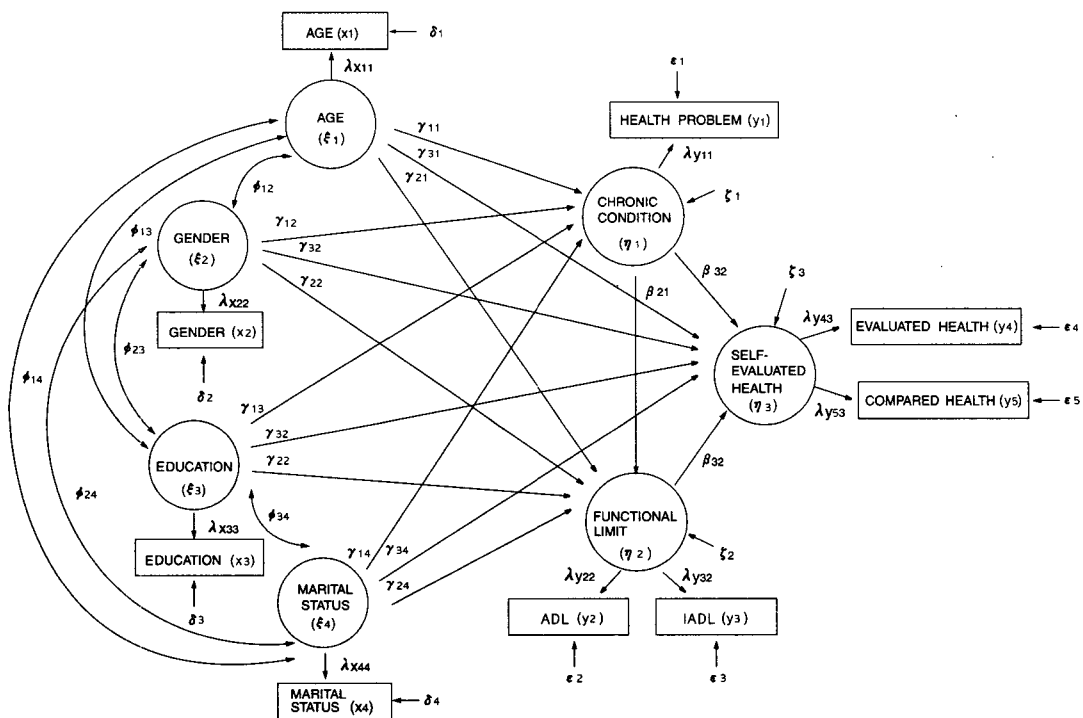 AGE (x1)
δ1
λx11
ε1
AGE
(ξ1)
γ11
γ31
γ21
HEALTH PROBLEM (y1)
λy11
ϕ12
CHRONIC
CONDITION
(η1)
ζ1
ϕ13
GENDER
(ξ2)
γ12
γ32
γ22
λx22
GENDER (x2)
δ2
ϕ23
ϕ14
β21
β32
ζ3
λy43
EVALUATED HEALTH (y4)
ε4
SELF-
EVALUATED
HEALTH
(η3)
λy53
COMPARED HEALTH (y5)
ε5
γ13
γ32
γ22
EDUCATION
(ξ3)
ϕ24
ϕ34
λx33
EDUCATION (x3)
δ3
β32
FUNCTIONAL
LIMIT
(η2)
ζ2
γ14
γ34
γ24
MARITAL
STATUS
(ξ4)
λy22
λy32
ADL (y2)
IADL (y3)
ε2
ε3
λx44
MARITAL
STATUS (x4)
δ4